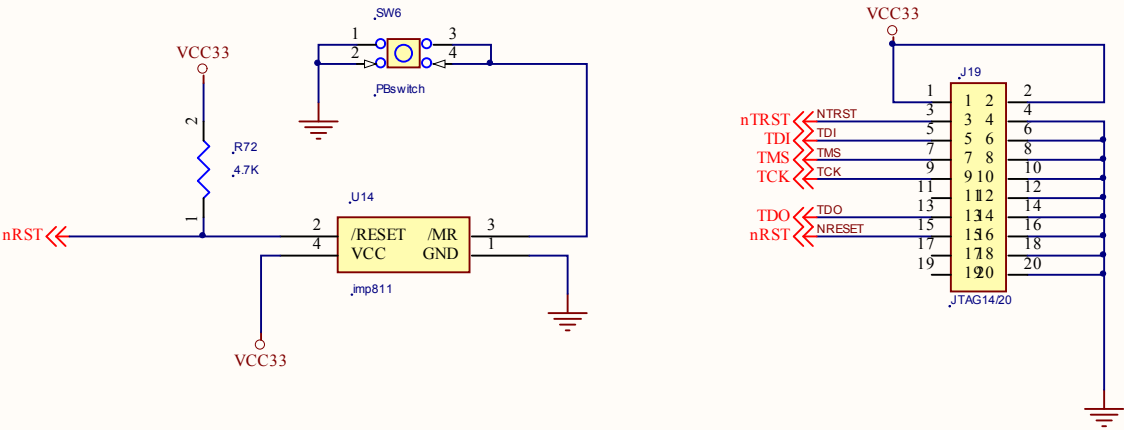 SW6
1 3
2 4
PBswitch
VCC33
2
R72
4.7K
1
nRST
U14
2 /RESET /MR 3
4 VCC GND 1
imp811
VCC33
VCC33
J19
1 1 2 2
nTRST NTRST 3 3 4 4
TDI TDI 5 5 6 6
TMS TMS 7 7 8 8
TCK TCK 9 9 10 10
11 11 12 12
TDO TDO 13 13 14 14
nRST NRESET 15 15 16 16
17 17 18 18
19 19 20 20
JTAG14/20